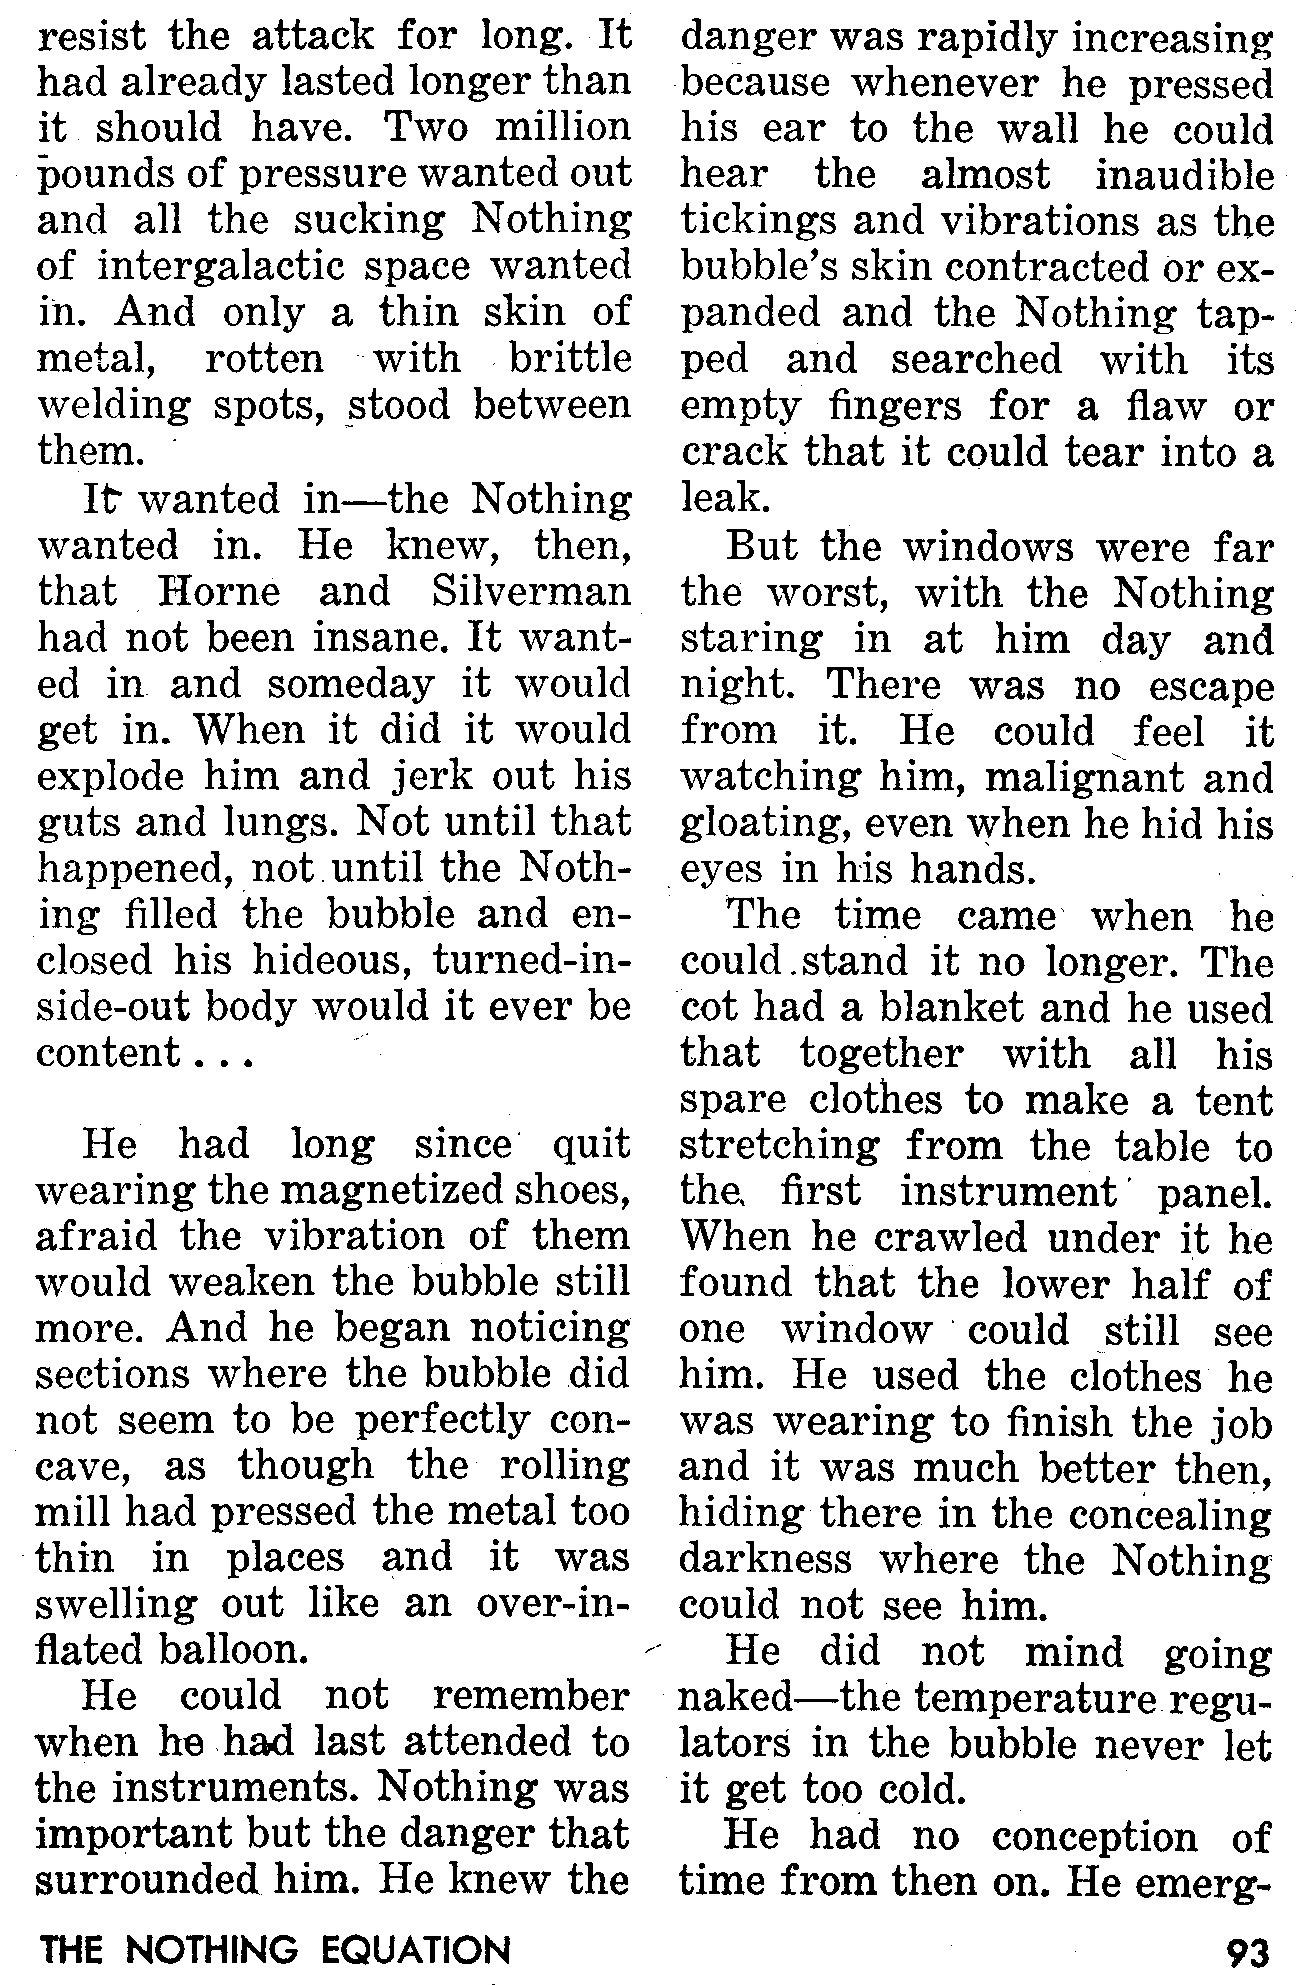 resist the attack for long. It
had already lasted longer than
it should have. Two million
pounds of pressure wanted out
and all the sucking Nothing
of intergalactic space wanted
in. And only a thin skin of
metal, rotten with brittle
welding spots, stood between
them.
It wanted in—the Nothing
wanted in. He knew, then,
that Horne and Silverman
had not been insane. It want-
ed in and someday it would
get in. When it did it would
explode him and jerk out his
guts and lungs. Not until that
happened, not until the Noth-
ing filled the bubble and en-
closed his hideous, turned-in-
side-out body would it ever be
content . . .
He had long since quit
wearing the magnetized shoes,
afraid the vibration of them
would weaken the bubble still
more. And he began noticing
sections where the bubble did
not seem to be perfectly con-
cave, as though the rolling
mill had pressed the metal too
thin in places and it was
swelling out like an over-in-
flated balloon.
He could not remember
when he had last attended to
the instruments. Nothing was
important but the danger that
surrounded him. He knew the
danger was rapidly increasing
because whenever he pressed
his ear to the wall he could
hear the almost inaudible
tickings and vibrations as the
bubble's skin contracted or ex-
panded and the Nothing tap-
ped and searched with its
empty fingers for a flaw or
crack that it could tear into a
leak.
But the windows were far
the worst, with the Nothing
staring in at him day and
night. There was no escape
from it. He could feel it
watching him, malignant and
gloating, even when he hid his
eyes in his hands.
The time came when he
could stand it no longer. The
cot had a blanket and he used
that together with all his
spare clothes to make a tent
stretching from the table to
the first instrument panel.
When he crawled under it he
found that the lower half of
one window could still see
him. He used the clothes he
was wearing to finish the job
and it was much better then,
hiding there in the concealing
darkness where the Nothing
could not see him.
He did not mind going
naked—the temperature regu-
lators in the bubble never let
it get too cold.
He had no conception of
time from then on. He emerg-
THE NOTHING EQUATION
93